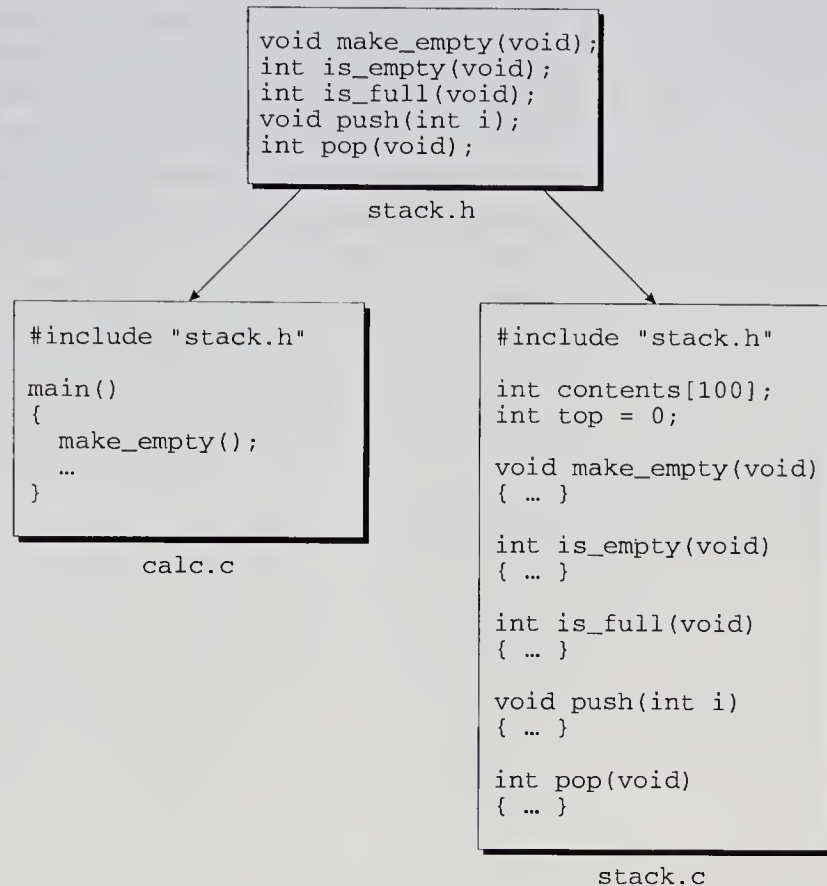 void make_empty(void);
int is_empty(void);
int is_full(void);
void push(int i);
int pop(void);
stack.h
#include "stack.h"
main()
{
make_empty();
…
}
calc.c
#include "stack.h"
int contents[100];
int top = 0;
void make_empty(void)
{ … }
int is_empty(void)
{ … }
int is_full(void)
{ … }
void push(int i)
{ … }
int pop(void)
{ … }
stack.c